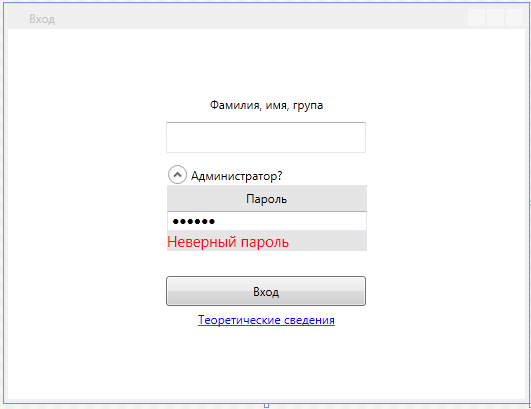 Вход
Фамилия, имя, група
Администратор?
Пароль
●●●●●●
Неверный пароль
Вход
Теоретические сведения